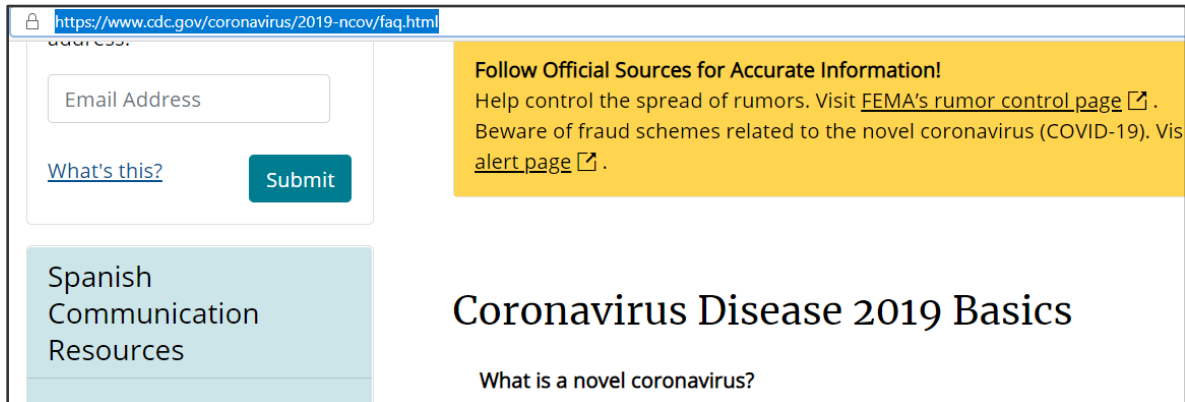 https://www.cdc.gov/coronavirus/2019-ncov/faq.html
address.
Email Address
What's this?
Submit
Spanish
Communication
Resources
Follow Official Sources for Accurate Information!
Help control the spread of rumors. Visit FEMA's rumor control page.
Beware of fraud schemes related to the novel coronavirus (COVID-19). Vis
alert page.
Coronavirus Disease 2019 Basics
What is a novel coronavirus?